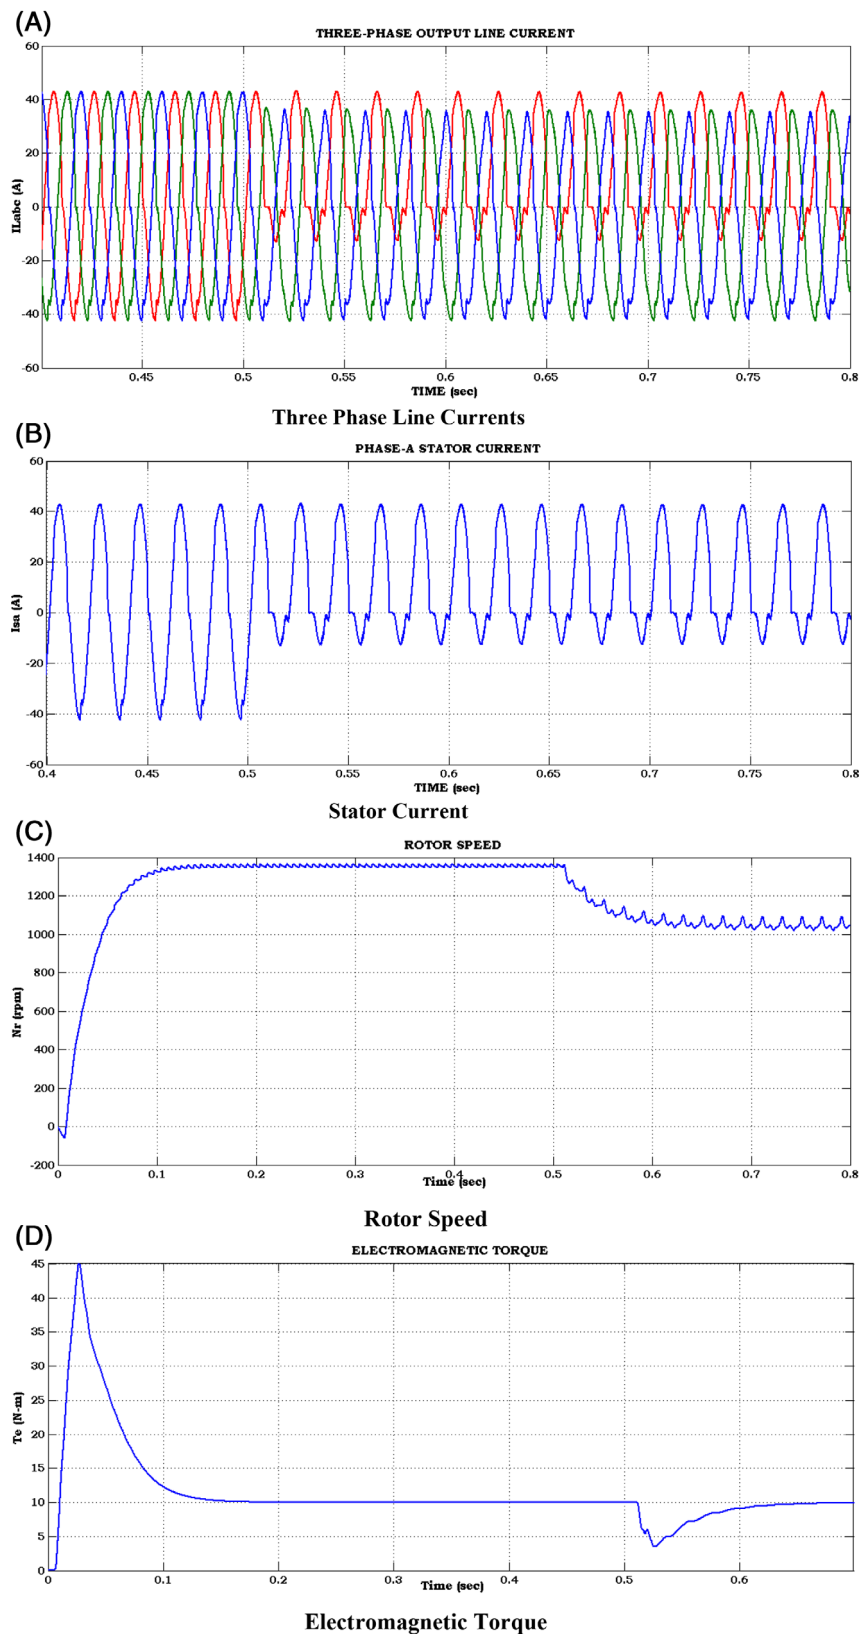 (A)
THREE-PHASE OUTPUT LINE CURRENT
ILabc (A)
60
40
20
0
-20
-40
-60
0.45 0.5 0.55 0.6 0.65 0.7 0.75 0.8
TIME (sec)
Three Phase Line Currents
(B)
PHASE-A STATOR CURRENT
Isa (A)
60
40
20
0
-20
-40
-60
0.4 0.45 0.5 0.55 0.6 0.65 0.7 0.75 0.8
TIME (sec)
Stator Current
(C)
ROTOR SPEED
Nr (rpm)
1400
1200
1000
800
600
400
200
0
-200
0 0.1 0.2 0.3 0.4 0.5 0.6 0.7 0.8
Time (sec)
Rotor Speed
(D)
ELECTROMAGNETIC TORQUE
Te (N-m)
45
40
35
30
25
20
15
10
5
0
0 0.1 0.2 0.3 0.4 0.5 0.6
Time (sec)
Electromagnetic Torque